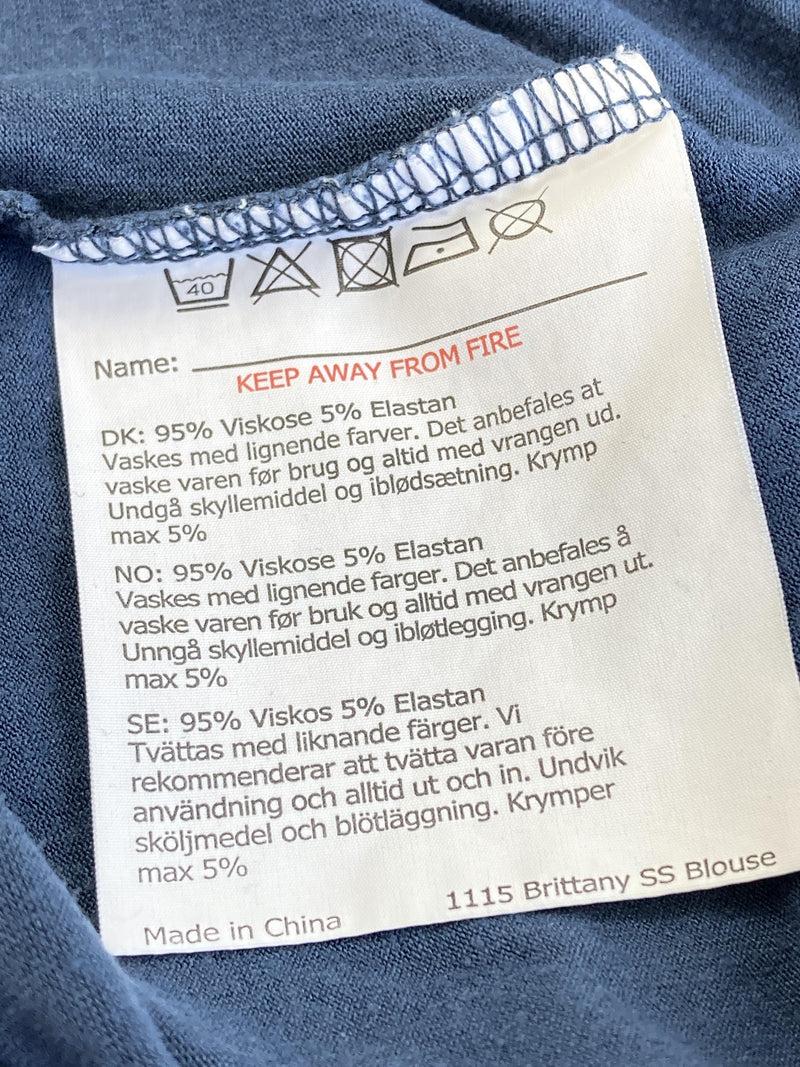 40
Name:
KEEP AWAY FROM FIRE
DK: 95% Viskose 5% Elastan
Vaskes med lignende farver. Det anbefales at
vaske varen før brug og altid med vrangen ud.
Undgå skyllemiddel og iblødsætning. Krymp
max 5%
NO: 95% Viskose 5% Elastan
Vaskes med lignende farger. Det anbefales å
vaske varen før bruk og alltid med vrangen ut.
Unngå skyllemiddel og ibløtlegging. Krymp
max 5%
SE: 95% Viskos 5% Elastan
Tvättas med liknande färger. Vi
rekommenderar att tvätta varan före
användning och alltid ut och in. Undvik
sköljmedel och blötläggning. Krymper
max 5%
1115 Brittany SS Blouse
Made in China